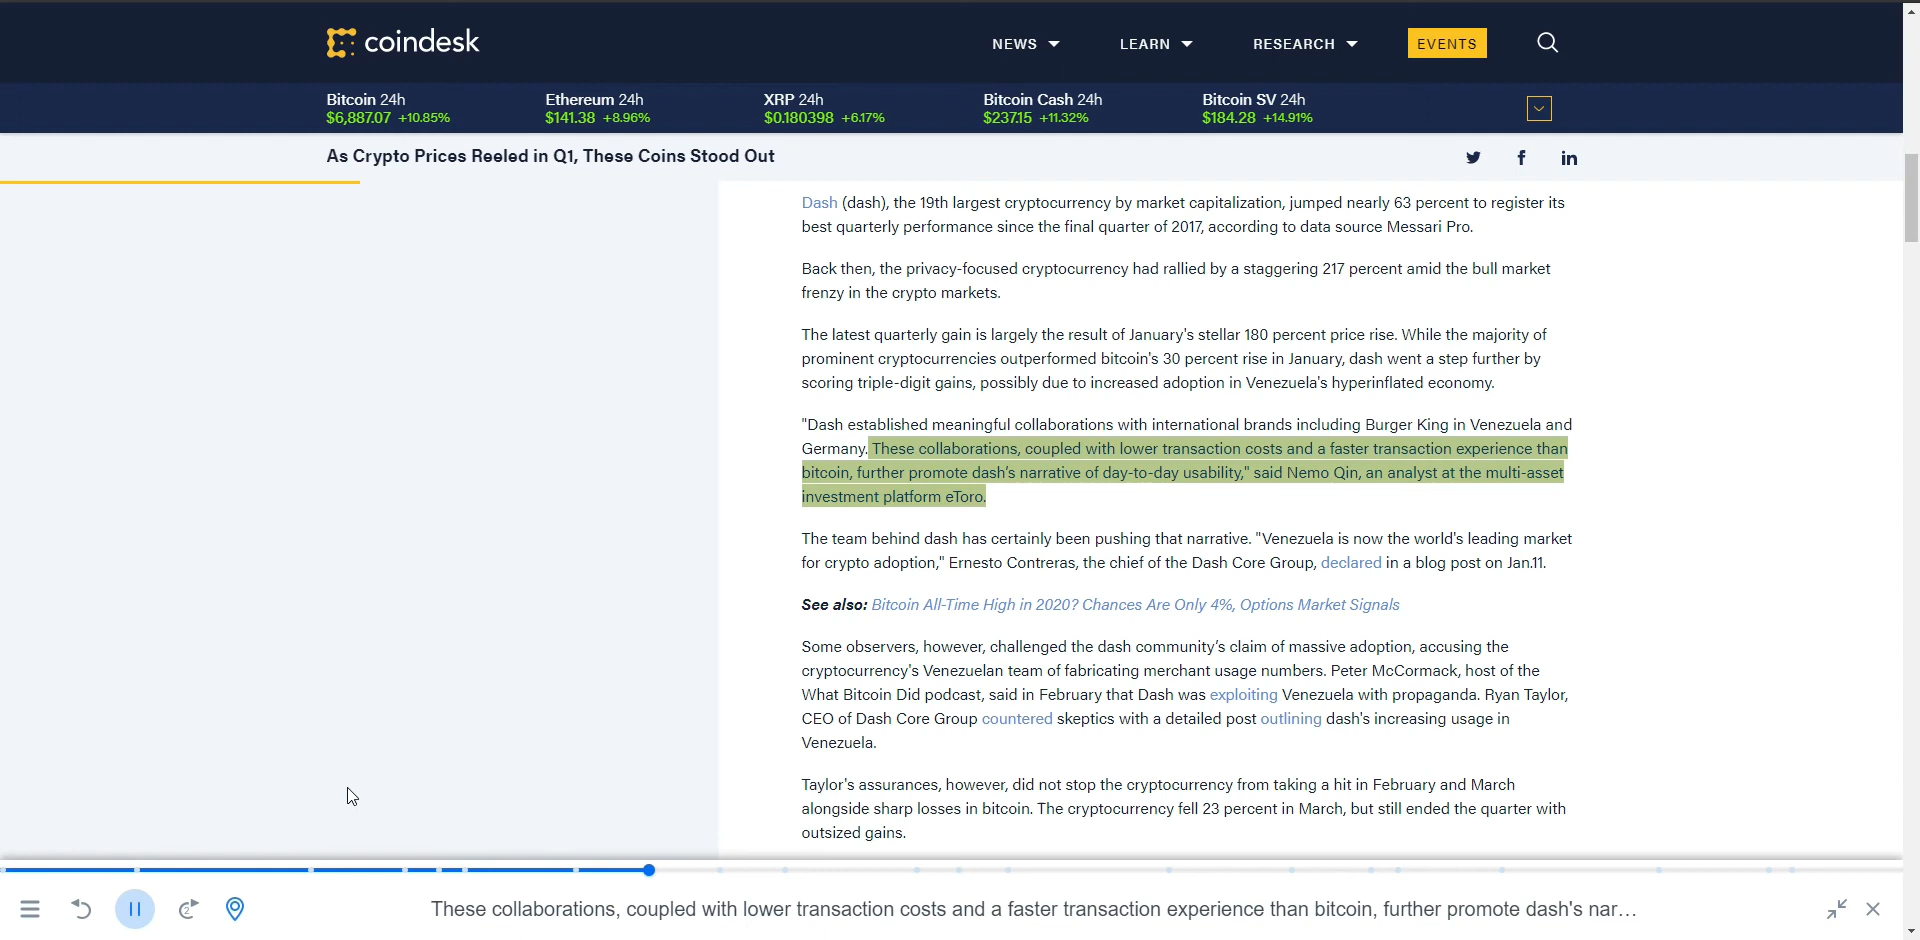 coindesk
NEWS
LEARN
RESEARCH
EVENTS
Bitcoin 24h
$6,887.07 +10.85%
Ethereum 24h
$141.38 +8.96%
XRP 24h
$0.180398 +6.17%
Bitcoin Cash 24h
$237.15 +11.32%
Bitcoin SV 24h
$184.28 +14.91%
As Crypto Prices Reeled in Q1, These Coins Stood Out
Dash (dash), the 19th largest cryptocurrency by market capitalization, jumped nearly 63 percent to register its
best quarterly performance since the final quarter of 2017, according to data source Messari Pro.
Back then, the privacy-focused cryptocurrency had rallied by a staggering 217 percent amid the bull market
frenzy in the crypto markets.
The latest quarterly gain is largely the result of January's stellar 180 percent price rise. While the majority of
prominent cryptocurrencies outperformed bitcoin's 30 percent rise in January, dash went a step further by
scoring triple-digit gains, possibly due to increased adoption in Venezuela's hyperinflated economy.
"Dash established meaningful collaborations with international brands including Burger King in Venezuela and
Germany. These collaborations, coupled with lower transaction costs and a faster transaction experience than
bitcoin, further promote dash's narrative of day-to-day usability," said Nemo Qin, an analyst at the multi-asset
investment platform eToro.
The team behind dash has certainly been pushing that narrative. "Venezuela is now the world's leading market
for crypto adoption," Ernesto Contreras, the chief of the Dash Core Group, declared in a blog post on Jan.11.
See also: Bitcoin All-Time High in 2020? Chances Are Only 4%, Options Market Signals
Some observers, however, challenged the dash community's claim of massive adoption, accusing the
cryptocurrency's Venezuelan team of fabricating merchant usage numbers. Peter McCormack, host of the
What Bitcoin Did podcast, said in February that Dash was exploiting Venezuela with propaganda. Ryan Taylor,
CEO of Dash Core Group countered skeptics with a detailed post outlining dash's increasing usage in
Venezuela.
Taylor's assurances, however, did not stop the cryptocurrency from taking a hit in February and March
alongside sharp losses in bitcoin. The cryptocurrency fell 23 percent in March, but still ended the quarter with
outsized gains.
2
These collaborations, coupled with lower transaction costs and a faster transaction experience than bitcoin, further promote dash's nar…